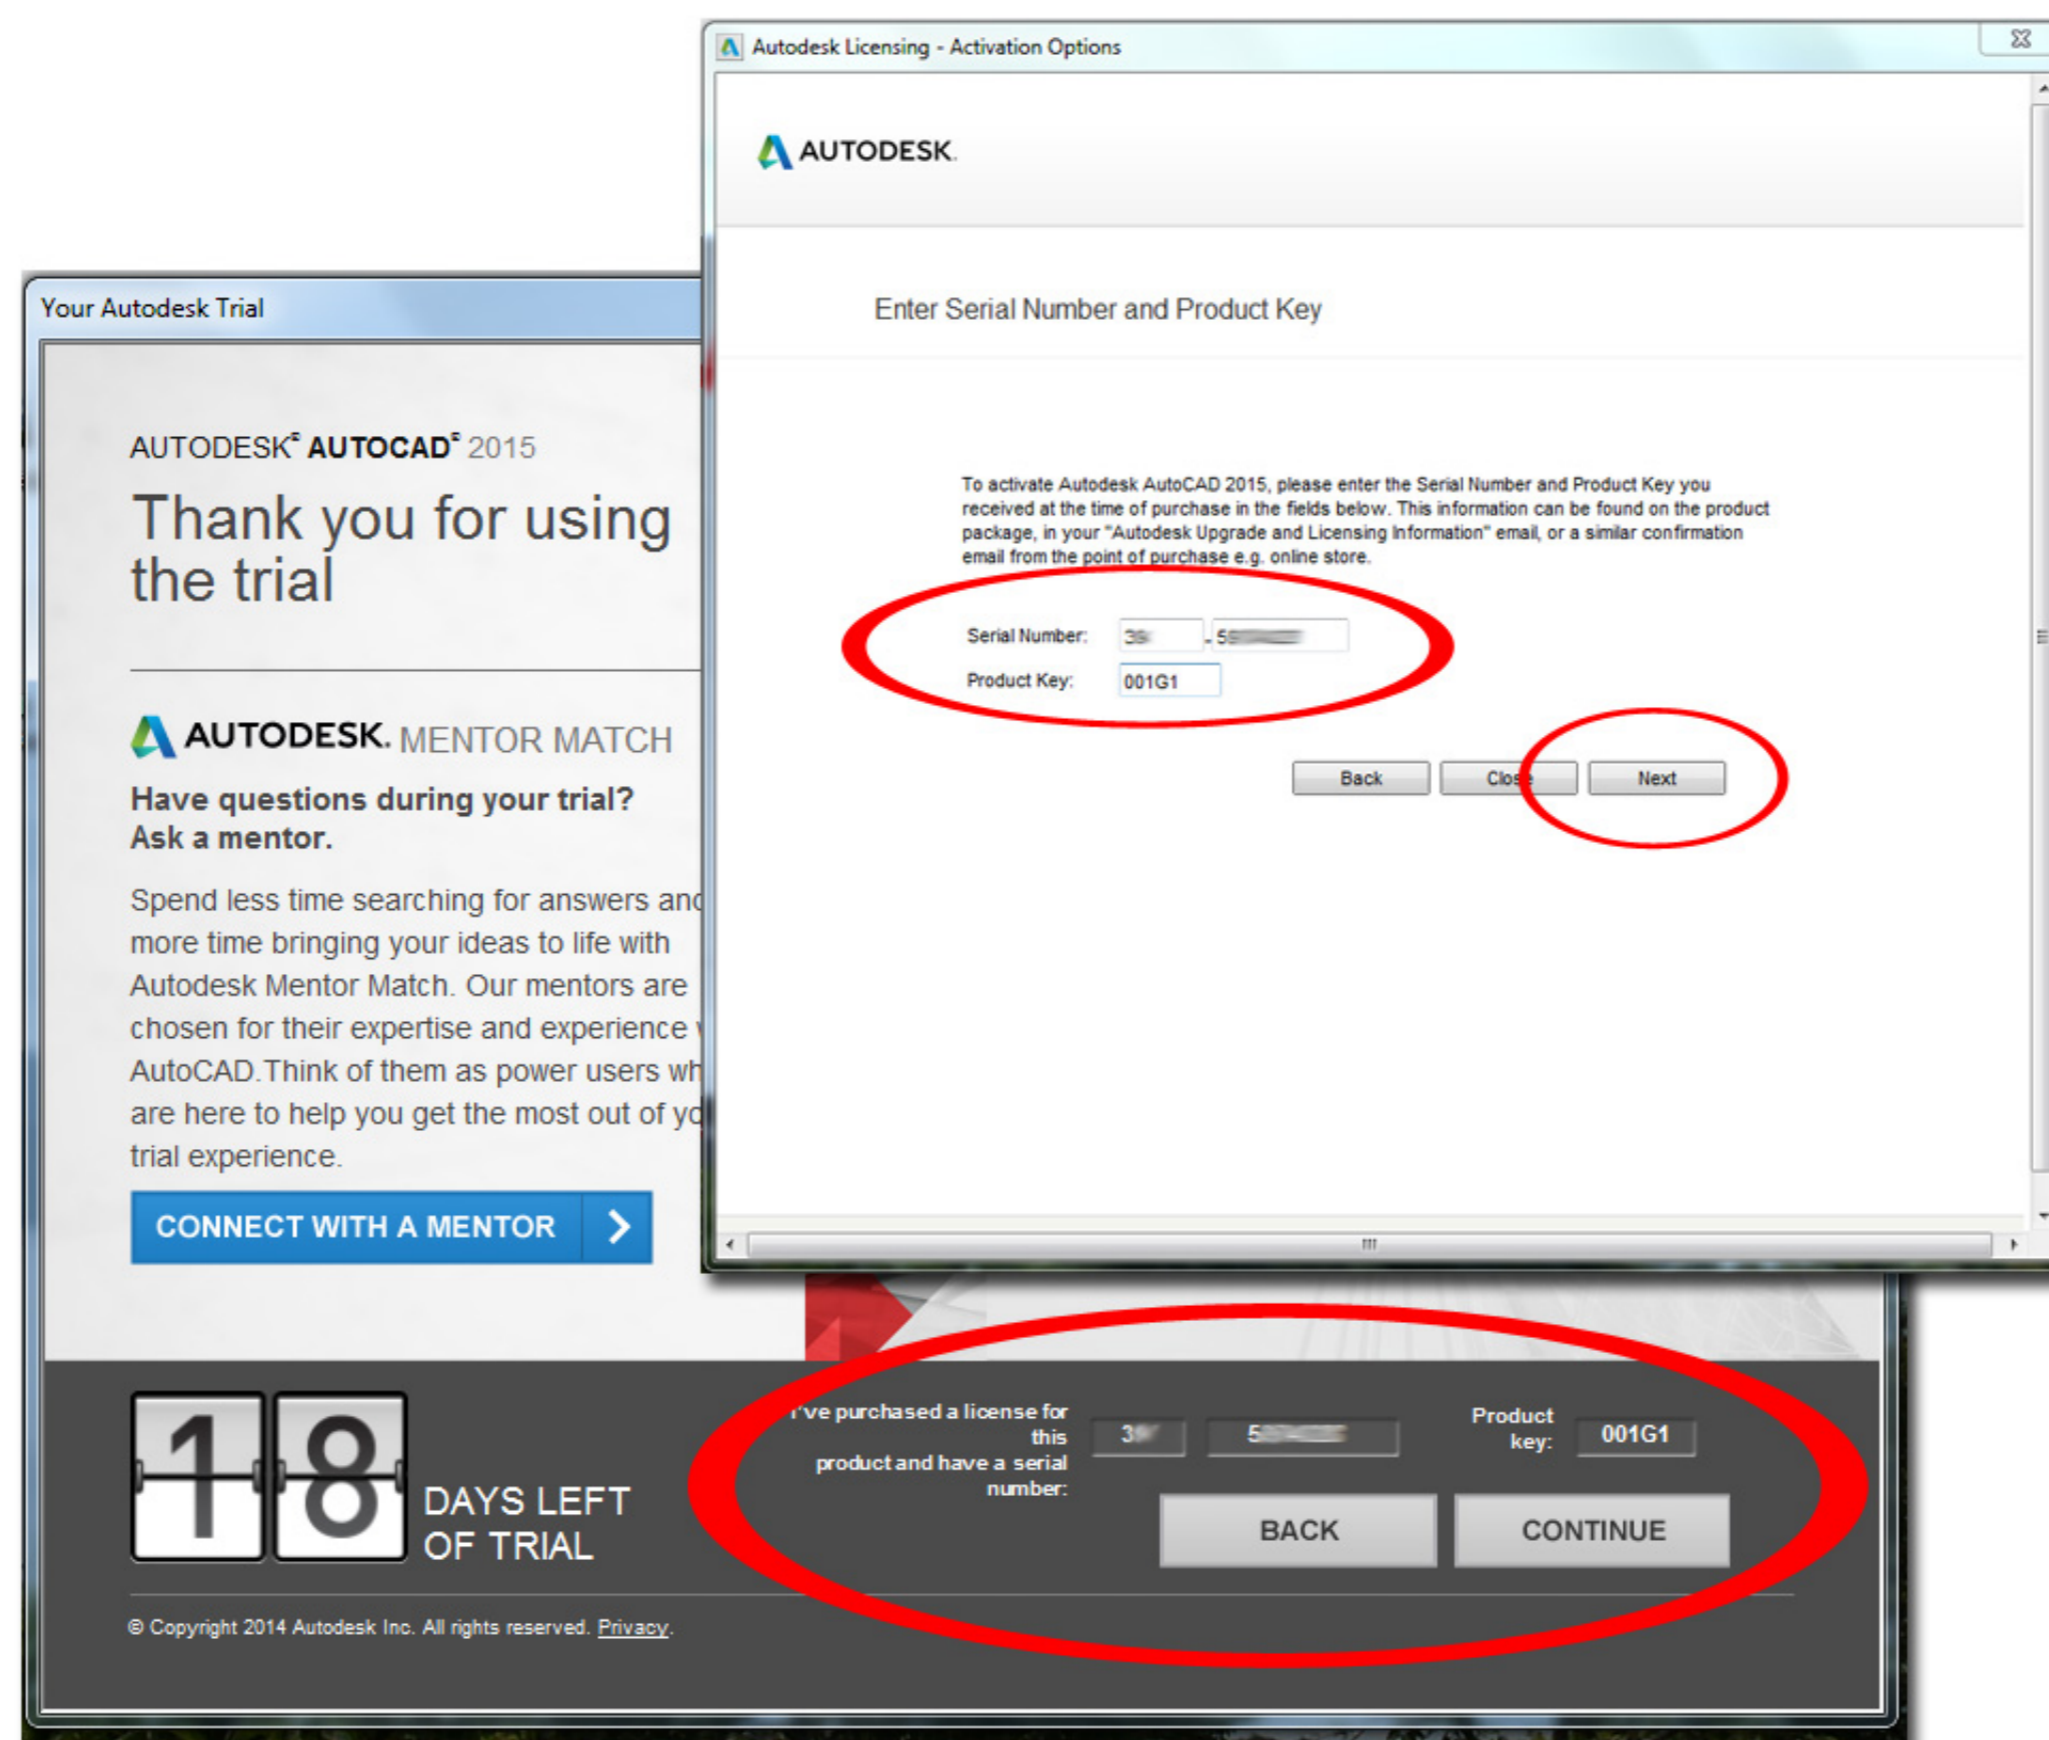 Autodesk Licensing - Activation Options
AUTODESK.
Enter Serial Number and Product Key
To activate Autodesk AutoCAD 2015, please enter the Serial Number and Product Key you
received at the time of purchase in the fields below. This information can be found on the product
package, in your "Autodesk Upgrade and Licensing Information" email, or a similar confirmation
email from the point of purchase e.g. online store.
Serial Number: -
Product Key: 001G1
Back Close Next
Your Autodesk Trial
AUTODESK® AUTOCAD® 2015
Thank you for using
the trial
AUTODESK. MENTOR MATCH
Have questions during your trial?
Ask a mentor.
Spend less time searching for answers and
more time bringing your ideas to life with
Autodesk Mentor Match. Our mentors are
chosen for their expertise and experience
AutoCAD.Think of them as power users wh
are here to help you get the most out of yo
trial experience.
CONNECT WITH A MENTOR
18
DAYS LEFT
OF TRIAL
I've purchased a license for
this
product and have a serial
number:
Product
key: 001G1
BACK CONTINUE
© Copyright 2014 Autodesk Inc. All rights reserved. Privacy.